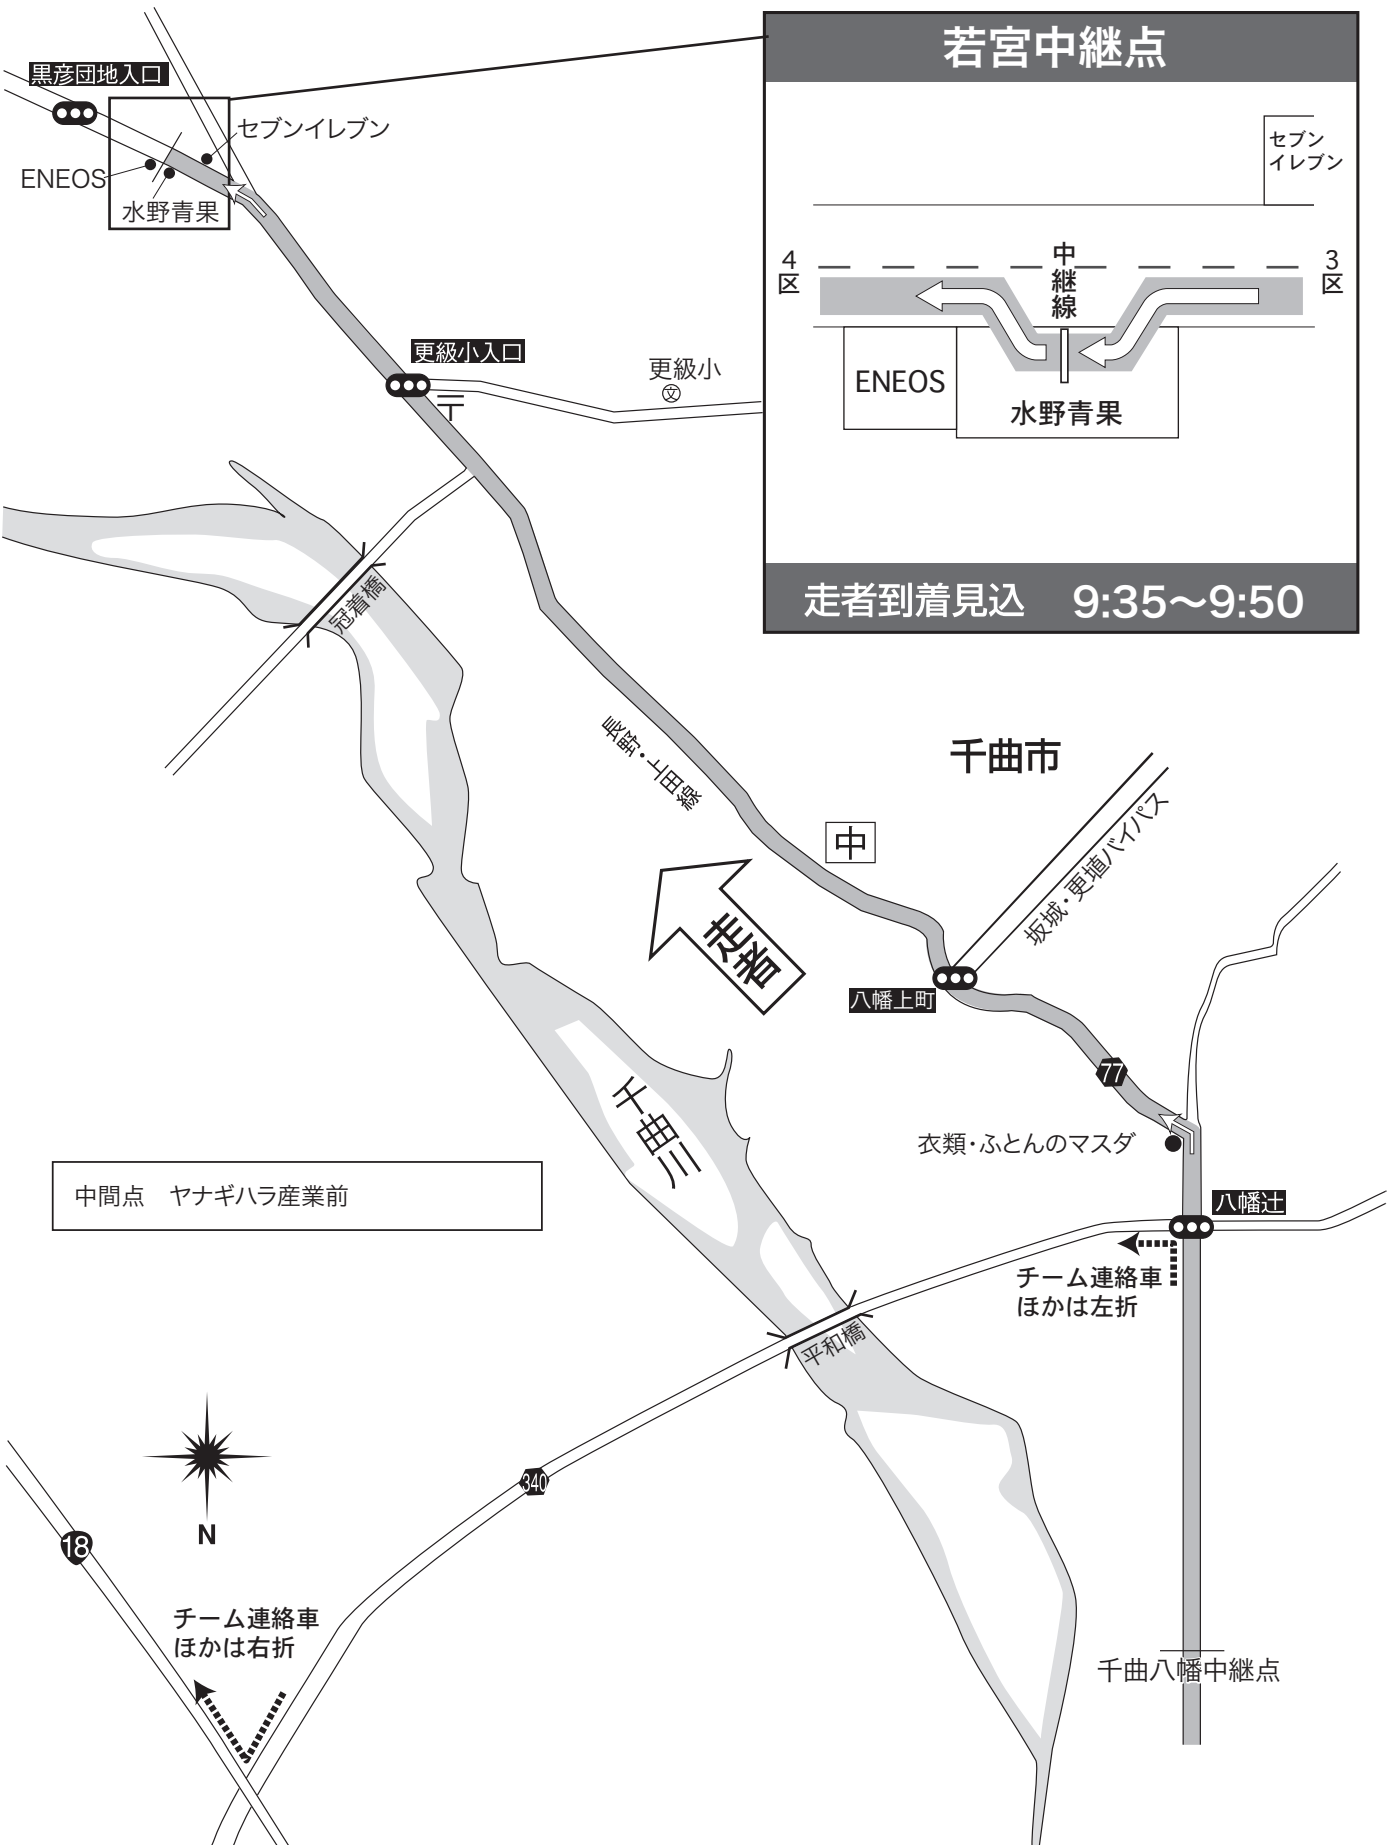 若宮中継点
黒彦団地入口
セブンイレブン
ENEOS
水野青果
セブン
イレブン
4区
中継線
3区
ENEOS
水野青果
走者到着見込 9:35〜9:50
更級小入口
〒
更級小
文
冠着橋
長野・上田線
千曲市
中
坂城・更埴バイパス
走者
八幡上町
77
千曲川
衣類・ふとんのマスダ
中間点 ヤナギハラ産業前
八幡辻
チーム連絡車
ほかは左折
平和橋
340
N
18
チーム連絡車
ほかは右折
千曲八幡中継点